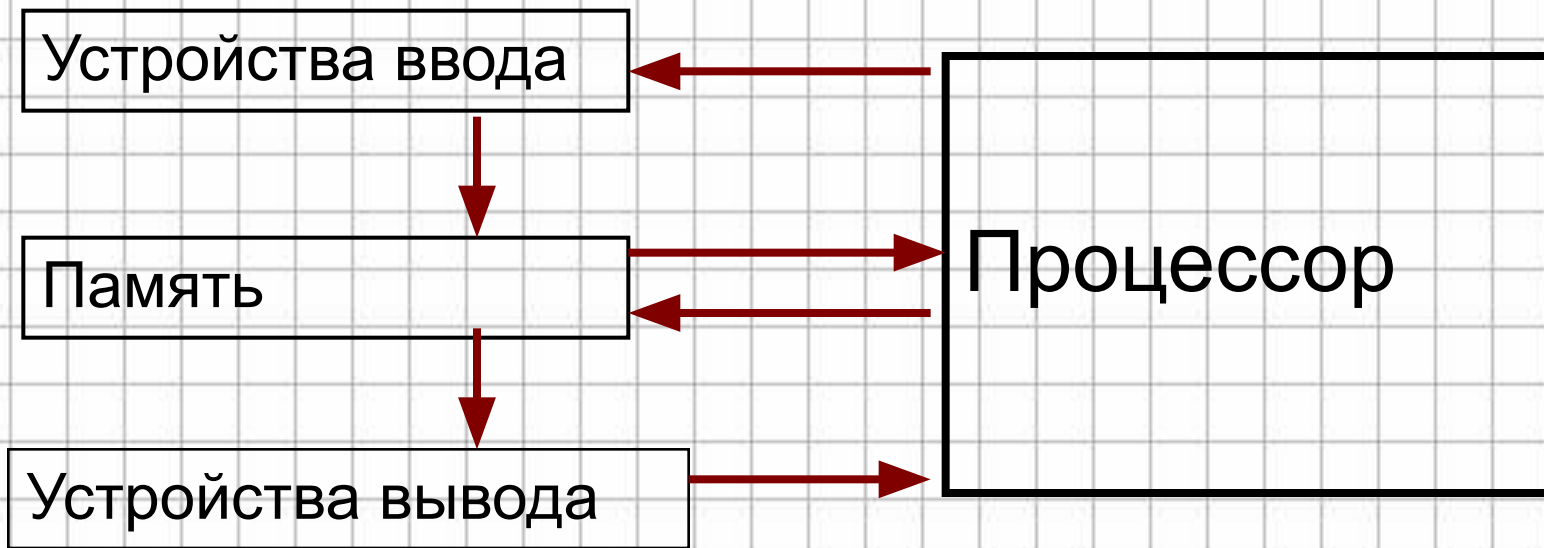 Устройства ввода
Память
Процессор
Устройства вывода